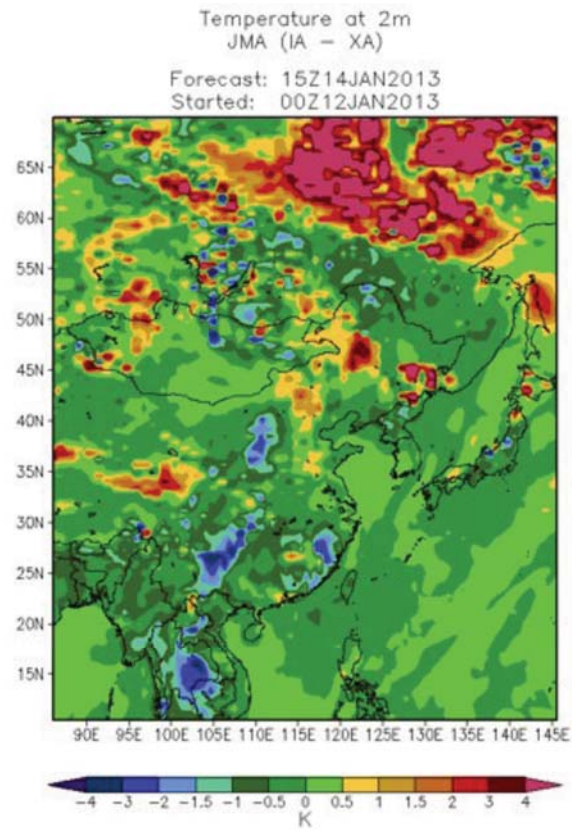 Temperature at 2m
JMA (IA – XA)
Forecast: 15Z14JAN2013
Started: 00Z12JAN2013
65N
60N
55N
50N
45N
40N
35N
30N
25N
20N
15N
90E 95E 100E 105E 110E 115E 120E 125E 130E 135E 140E 145E
−4 −3 −2 −1.5 −1 −0.5 0 0.5 1 1.5 2 3 4
K